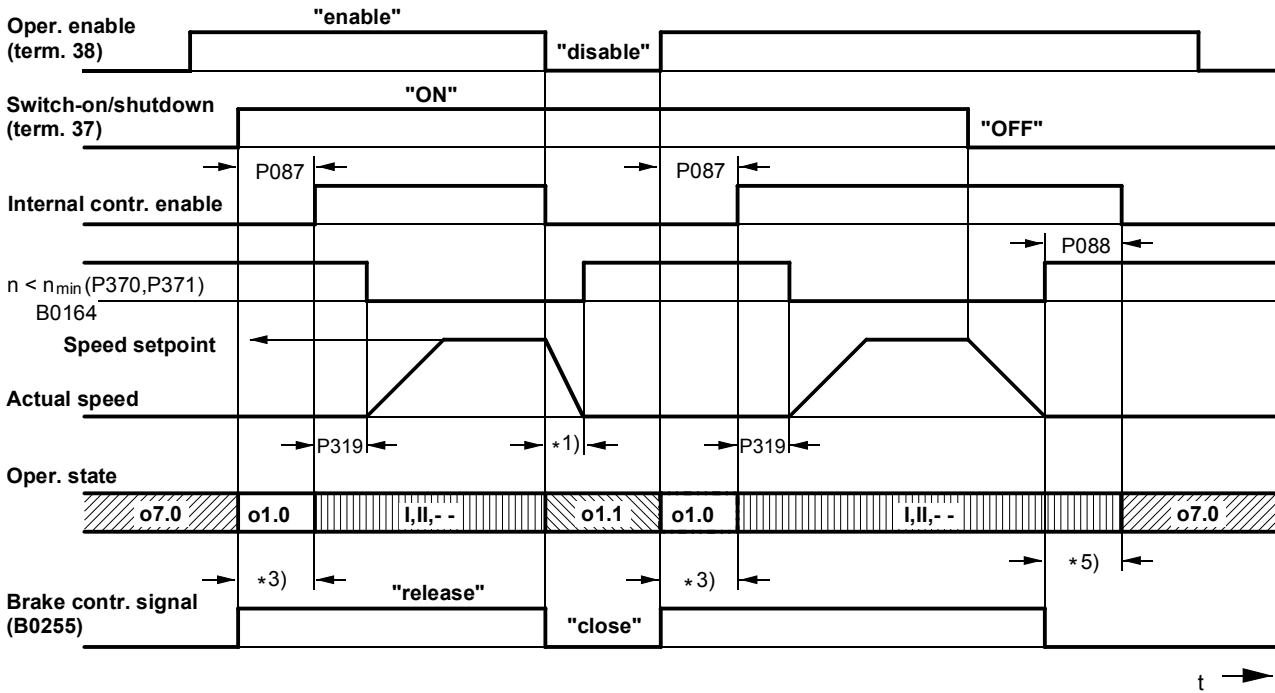 Oper. enable
(term. 38)
"enable"
"disable"
Switch-on/shutdown
(term. 37)
"ON"
"OFF"
P087
P087
Internal contr. enable
P088
n < nmin (P370,P371)
B0164
Speed setpoint
Actual speed
P319
*1)
P319
Oper. state
o7.0
o1.0
I,II,- -
o1.1
o1.0
I,II,- -
o7.0
*3)
*3)
*5)
Brake contr. signal
(B0255)
"release"
"close"
t